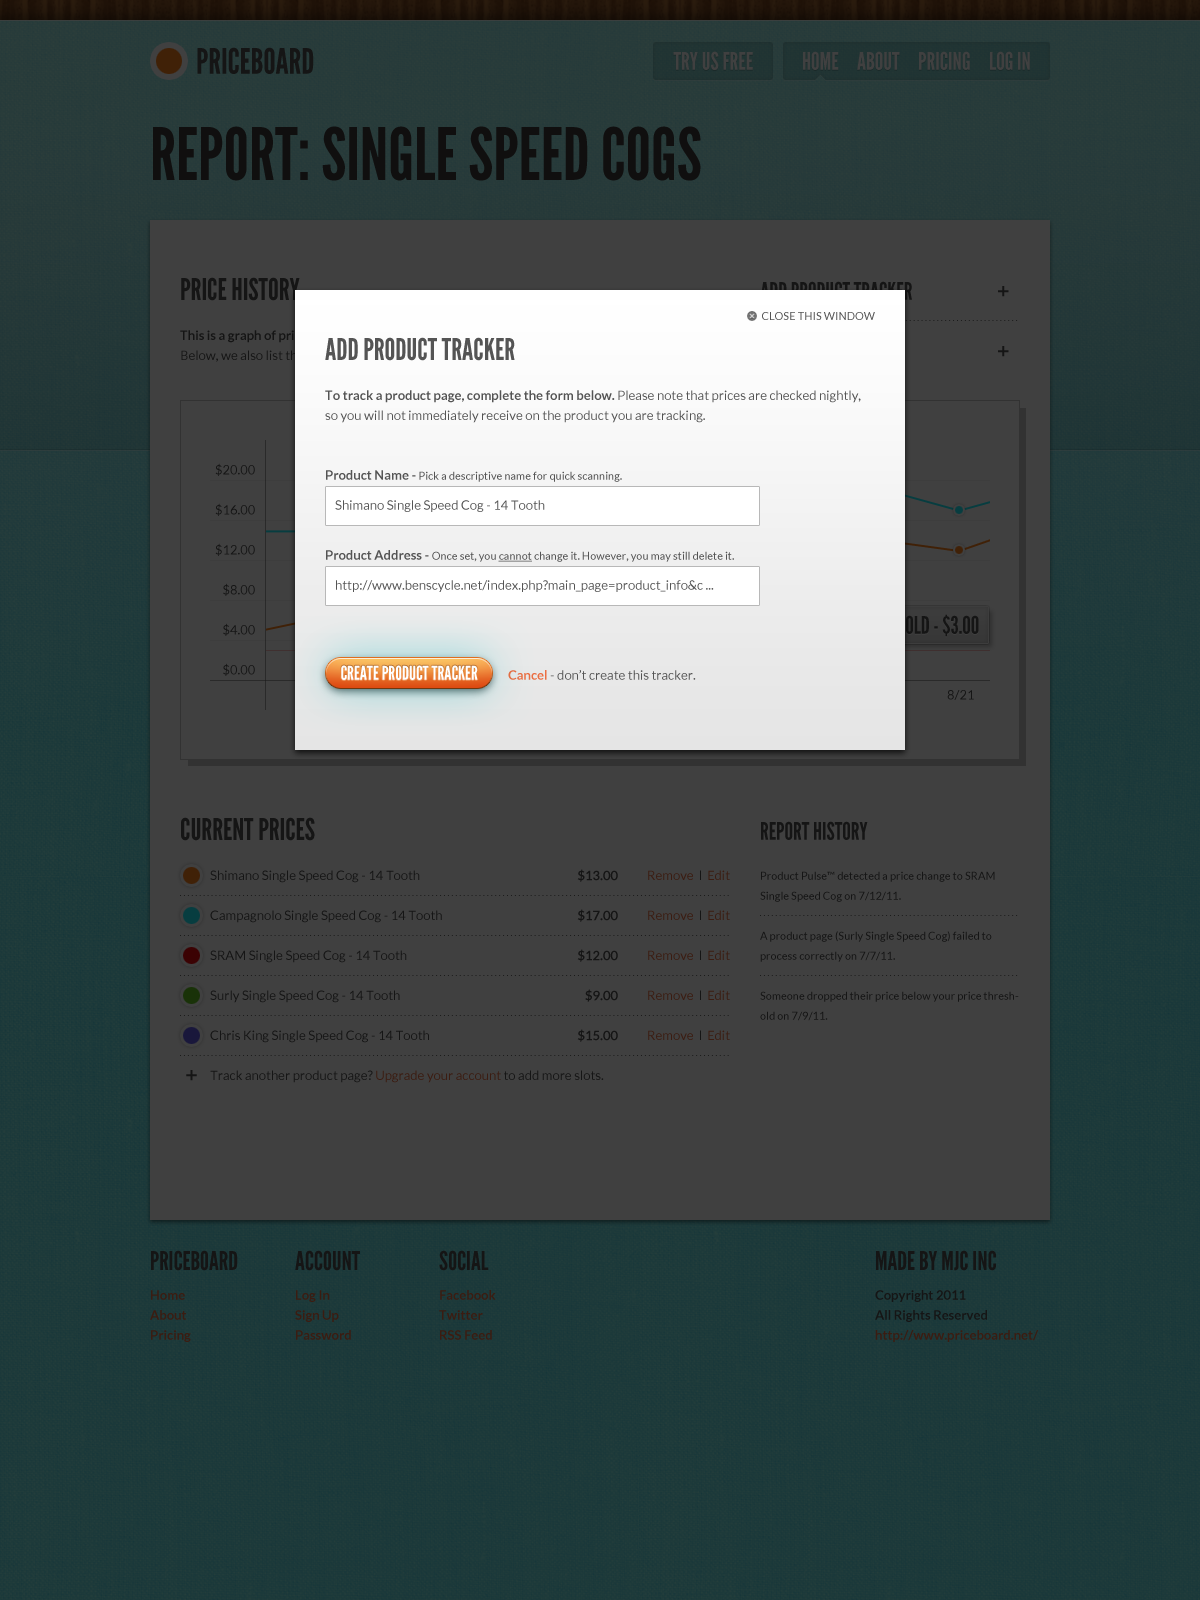 PRICEBOARD
TRY US FREE
HOME ABOUT PRICING LOG IN
REPORT: SINGLE SPEED COGS
PRICE HISTORY
ADD PRODUCT TRACKER
This is a graph of
Below, we also list
CLOSE THIS WINDOW
ADD PRODUCT TRACKER
To track a product page, complete the form below. Please note that prices are checked nightly,
so you will not immediately receive on the product you are tracking.
Product Name - Pick a descriptive name for quick scanning.
Shimano Single Speed Cog - 14 Tooth
Product Address - Once set, you cannot change it. However, you may still delete it.
http://www.benscycle.net/index.php?main_page=product_info&c ...
CREATE PRODUCT TRACKER
Cancel - don't create this tracker.
$20.00
$16.00
$12.00
$8.00
$4.00
$0.00
OLD - $3.00
8/21
CURRENT PRICES
Shimano Single Speed Cog - 14 Tooth $13.00 Remove | Edit
Campagnolo Single Speed Cog - 14 Tooth $17.00 Remove | Edit
SRAM Single Speed Cog - 14 Tooth $12.00 Remove | Edit
Surly Single Speed Cog - 14 Tooth $9.00 Remove | Edit
Chris King Single Speed Cog - 14 Tooth $15.00 Remove | Edit
+ Track another product page? Upgrade your account to add more slots.
REPORT HISTORY
Product Pulse™ detected a price change to SRAM
Single Speed Cog on 7/12/11.
A product page (Surly Single Speed Cog) failed to
process correctly on 7/7/11.
Someone dropped their price below your price thresh-
old on 7/9/11.
PRICEBOARD
Home
About
Pricing
ACCOUNT
Log In
Sign Up
Password
SOCIAL
Facebook
Twitter
RSS Feed
MADE BY MJC INC
Copyright 2011
All Rights Reserved
http://www.priceboard.net/